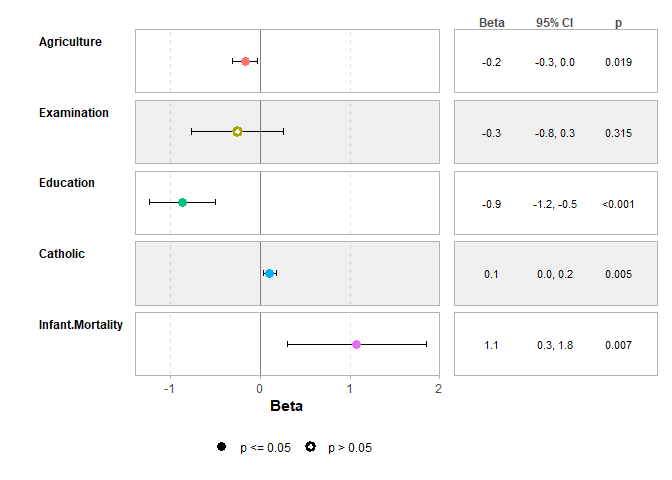 Beta 95% CI p
Agriculture
-0.2 -0.3, 0.0 0.019
Examination
-0.3 -0.8, 0.3 0.315
Education
-0.9 -1.2, -0.5 <0.001
Catholic
0.1 0.0, 0.2 0.005
Infant.Mortality
1.1 0.3, 1.8 0.007
-1 0 1 2
Beta
p <= 0.05 p > 0.05